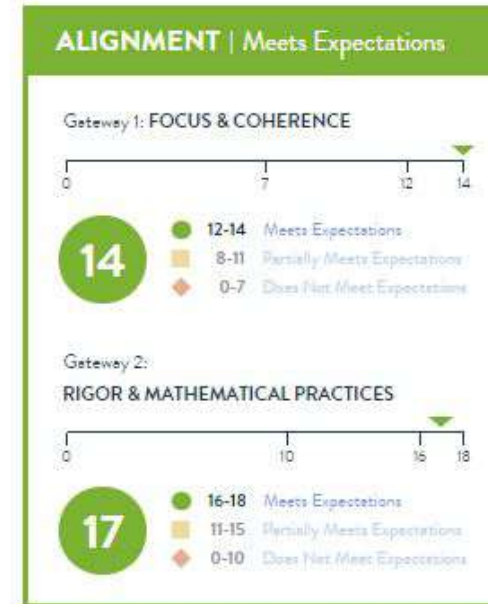 ALIGNMENT | Meets Expectations
Gateway 1: FOCUS & COHERENCE
0 7 12 14
14
12-14 Meets Expectations
8-11 Partially Meets Expectations
0-7 Does Not Meet Expectations
Gateway 2:
RIGOR & MATHEMATICAL PRACTICES
0 10 16 18
17
16-18 Meets Expectations
11-15 Partially Meets Expectations
0-10 Does Not Meet Expectations